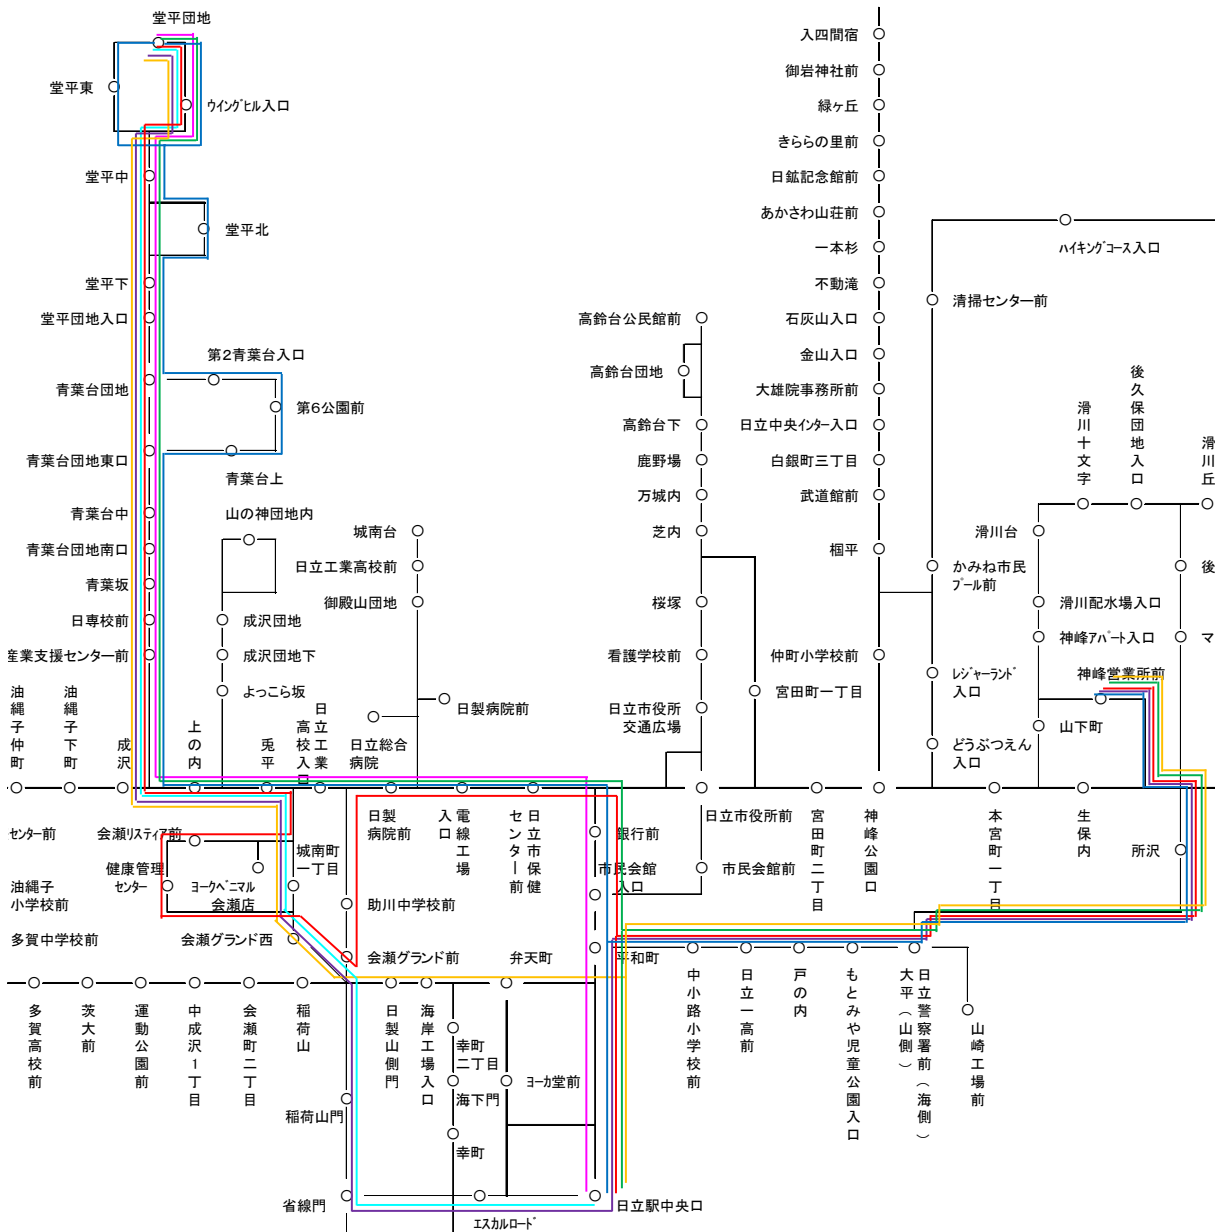 堂平団地
堂平東
ウイングヒル入口
堂平中
堂平北
堂平下
堂平団地入口
第2青葉台入口
青葉台団地
第6公園前
青葉台団地東口
青葉台上
青葉台中
山の神団地内
青葉台団地南口
青葉坂
日専校前
成沢団地
産業支援センター前
成沢団地下
よっこら坂
城南台
日立工業高校前
御殿山団地
日製病院前
日立総合
病院
高鈴台公民館前
高鈴台団地
高鈴台下
鹿野場
万城内
芝内
桜塚
看護学校前
宮田町一丁目
日立市役所
交通広場
入四間宿
御岩神社前
緑ヶ丘
きららの里前
日鉱記念館前
あかさわ山荘前
一本杉
不動滝
石灰山入口
金山入口
大雄院事務所前
日立中央インター入口
白銀町三丁目
武道館前
棝平
仲町小学校前
ハイキングコース入口
清掃センター前
かみね市民
プール前
レジャーランド
入口
どうぶつえん
入口
滑川十文字
後久保団地入口
滑川丘
滑川台
滑川配水場入口
神峰アパート入口
神峰営業所前
山下町
後
マ
油縄子仲町
油縄子下町
成沢
上の内
兎平
日立工業
高校入口
日製
病院前
電線工場
入口
日立市保健
センター前
銀行前
日立市役所前
宮田町二丁目
神峰公園口
本宮町一丁目
生保内
所沢
センター前
会瀬リスティア前
健康管理
センター
城南町
一丁目
油縄子
小学校前
ヨークベニマル
会瀬店
助川中学校前
市民会館
入口
市民会館前
多賀中学校前
会瀬グランド西
会瀬グランド前
弁天町
平和町
多賀高校前
茨大前
運動公園前
中成沢1丁目
会瀬町二丁目
稲荷山
日製山側門
海岸工場入口
幸町
二丁目
海下門
幸町
ヨーカ堂前
中小路小学校前
日立一高前
戸の内
もとみや児童公園入口
大平（山側）
日立警察署前（海側）
山崎工場前
稲荷山門
省線門
エスカルロード
日立駅中央口